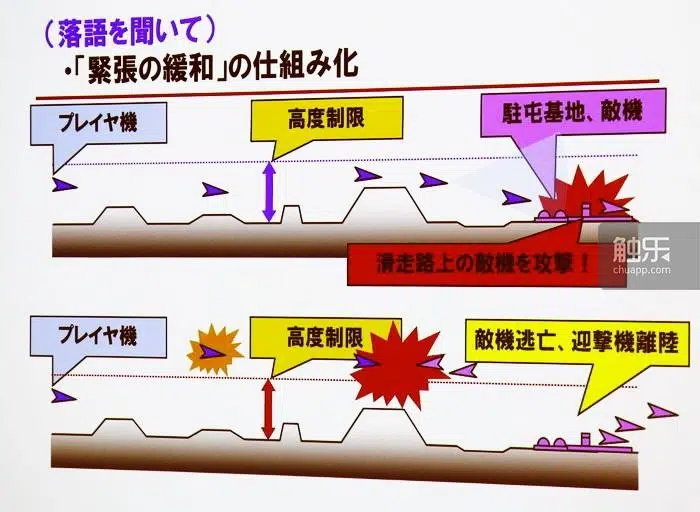 （落語を聞いて）
・「緊張の緩和」の仕組み化
プレイヤ機
高度制限
駐屯基地、敵機
滑走路上の敵機を攻撃！
触乐
chuapp.com
プレイヤ機
高度制限
敵機逃亡、迎撃機離陸